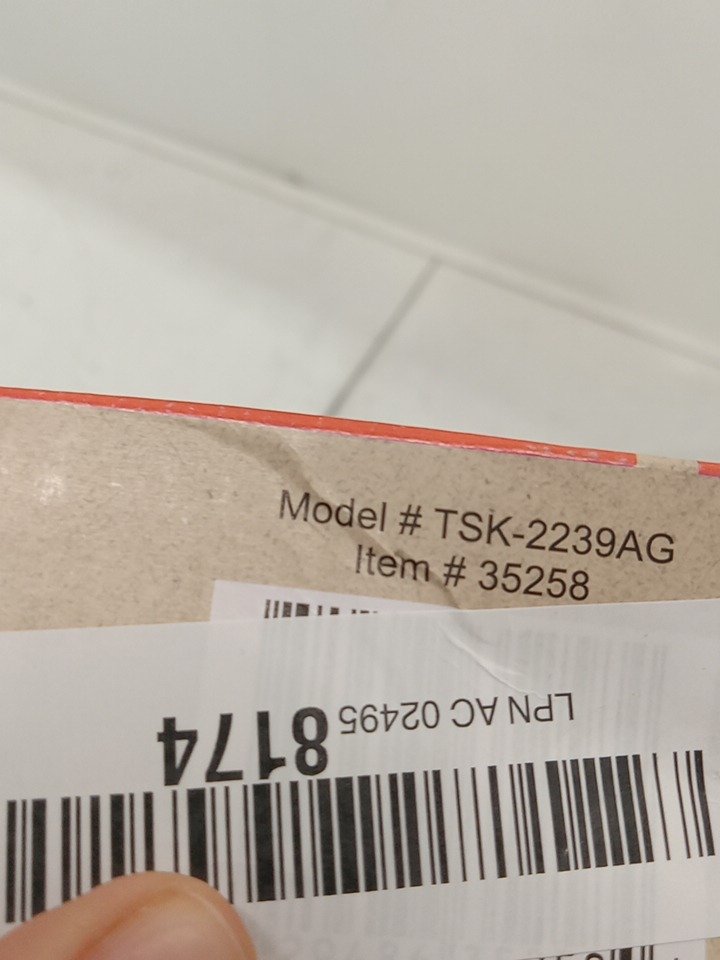 Model # TSK-2239AG
Item # 35258
LPN AC 02495 8174